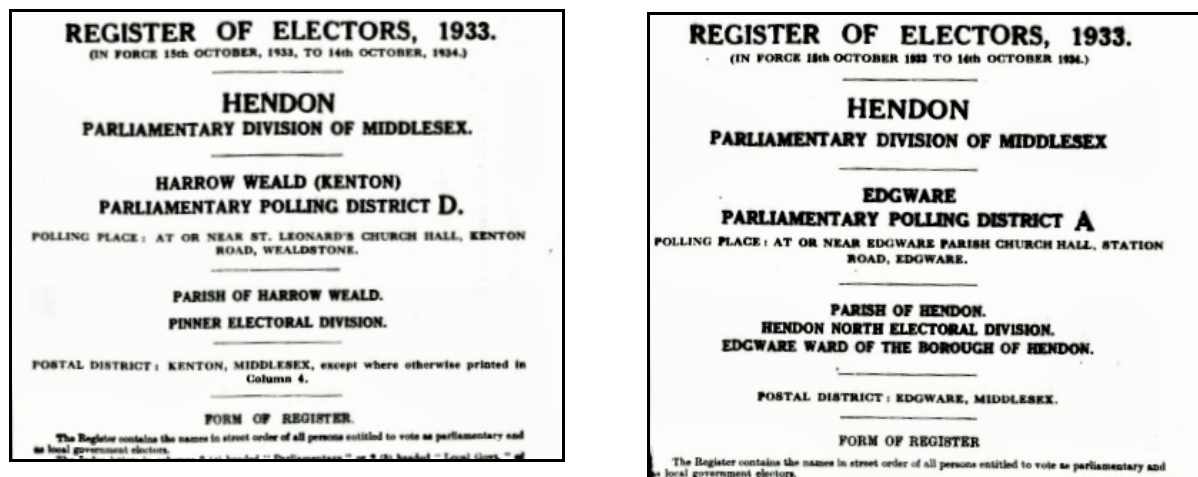 REGISTER OF ELECTORS, 1933.
(IN FORCE 15th OCTOBER, 1933, TO 14th OCTOBER, 1934.)
HENDON
PARLIAMENTARY DIVISION OF MIDDLESEX.
HARROW WEALD (KENTON)
PARLIAMENTARY POLLING DISTRICT D.
POLLING PLACE: AT OR NEAR ST. LEONARD'S CHURCH HALL, KENTON
ROAD, WEALDSTONE.
PARISH OF HARROW WEALD.
PINNER ELECTORAL DIVISION.
POSTAL DISTRICT: KENTON, MIDDLESEX, except where otherwise printed in
Column 4.
FORM OF REGISTER.
The Register contains the names in street order of all persons entitled to vote as parliamentary and
as local government electors.
REGISTER OF ELECTORS, 1933.
(IN FORCE 15th OCTOBER 1933 TO 14th OCTOBER 1934.)
HENDON
PARLIAMENTARY DIVISION OF MIDDLESEX
EDGWARE
PARLIAMENTARY POLLING DISTRICT A
POLLING PLACE: AT OR NEAR EDGWARE PARISH CHURCH HALL, STATION
ROAD, EDGWARE.
PARISH OF HENDON.
HENDON NORTH ELECTORAL DIVISION.
EDGWARE WARD OF THE BOROUGH OF HENDON.
POSTAL DISTRICT: EDGWARE, MIDDLESEX.
FORM OF REGISTER
The Register contains the names in street order of all persons entitled to vote as parliamentary and
as local government electors.